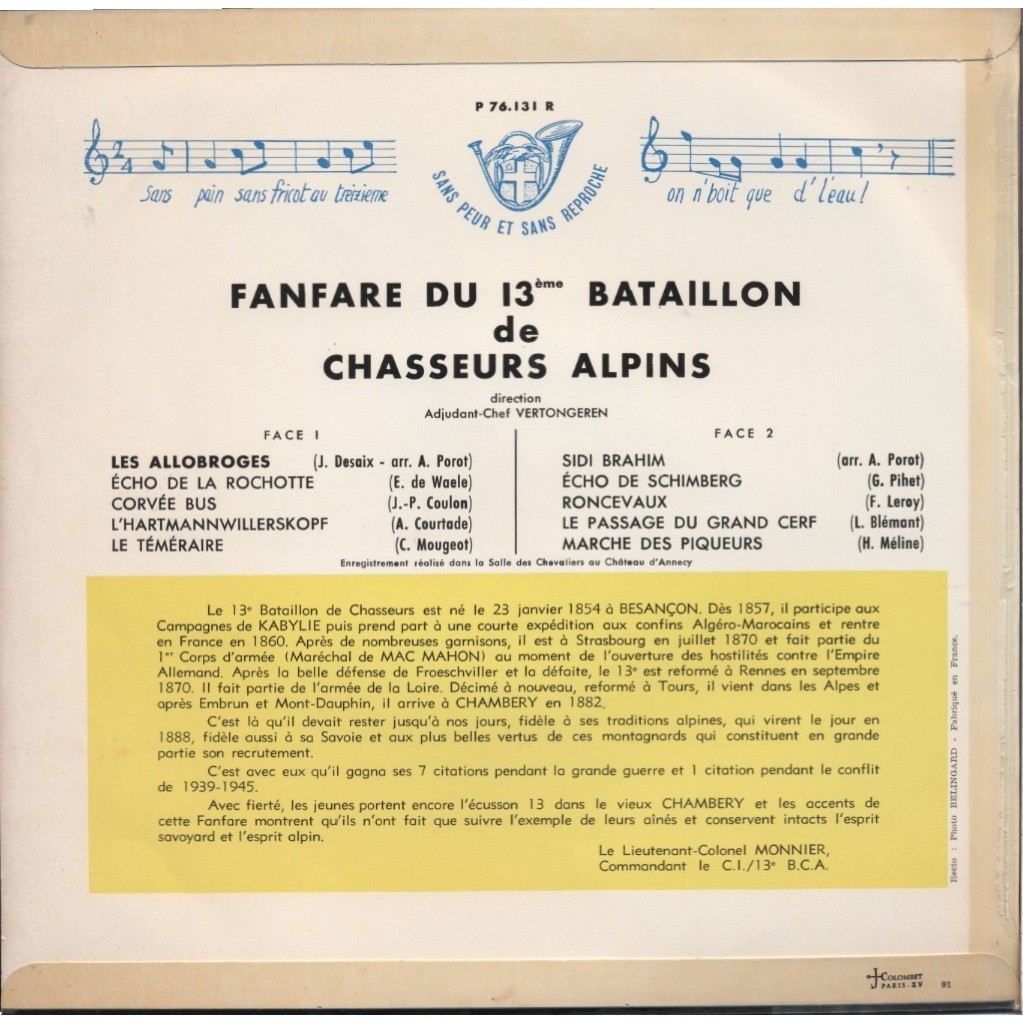 P 76.131 R
Sans pain sans fricot au treizieme
SANS PEUR ET SANS REPROCHE
on n'boit que d'l'eau!
FANFARE DU 13ème BATAILLON
de
CHASSEURS ALPINS
direction
Adjudant-Chef VERTONGEREN
FACE 1
LES ALLOBROGES (J. Desaix - arr. A. Porot)
ÉCHO DE LA ROCHOTTE (E. de Waele)
CORVÉE BUS (J.-P. Coulon)
L'HARTMANNWILLERSKOPF (A. Courtade)
LE TÉMÉRAIRE (C. Mougeot)
FACE 2
SIDI BRAHIM (arr. A. Porot)
ÉCHO DE SCHIMBERG (G. Pihet)
RONCEVAUX (F. Leroy)
LE PASSAGE DU GRAND CERF (L. Blémant)
MARCHE DES PIQUEURS (H. Méline)
Enregistrement réalisé dans la Salle des Chevaliers au Château d'Annecy
Le 13e Bataillon de Chasseurs est né le 23 janvier 1854 à BESANÇON. Dès 1857, il participe aux
Campagnes de KABYLIE puis prend part à une courte expédition aux confins Algéro-Marocains et rentre
en France en 1860. Après de nombreuses garnisons, il est à Strasbourg en juillet 1870 et fait partie du
1er Corps d'armée (Maréchal de MAC MAHON) au moment de l'ouverture des hostilités contre l'Empire
Allemand. Après la belle défense de Froeschviller et la défaite, le 13e est reformé à Rennes en septembre
1870. Il fait partie de l'armée de la Loire. Décimé à nouveau, reformé à Tours, il vient dans les Alpes et
après Embrun et Mont-Dauphin, il arrive à CHAMBERY en 1882.
C'est là qu'il devait rester jusqu'à nos jours, fidèle à ses traditions alpines, qui virent le jour en
1888, fidèle aussi à sa Savoie et aux plus belles vertus de ces montagnards qui constituent en grande
partie son recrutement.
C'est avec eux qu'il gagna ses 7 citations pendant la grande guerre et 1 citation pendant le conflit
de 1939-1945.
Avec fierté, les jeunes portent encore l'écusson 13 dans le vieux CHAMBERY et les accents de
cette Fanfare montrent qu'ils n'ont fait que suivre l'exemple de leurs aînés et conservent intacts l'esprit
savoyard et l'esprit alpin.
Le Lieutenant-Colonel MONNIER,
Commandant le C.I./13e B.C.A.
Recto : Photo BELINGARD - Fabriqué en France.
J COLOMBET
PARIS-XV
91